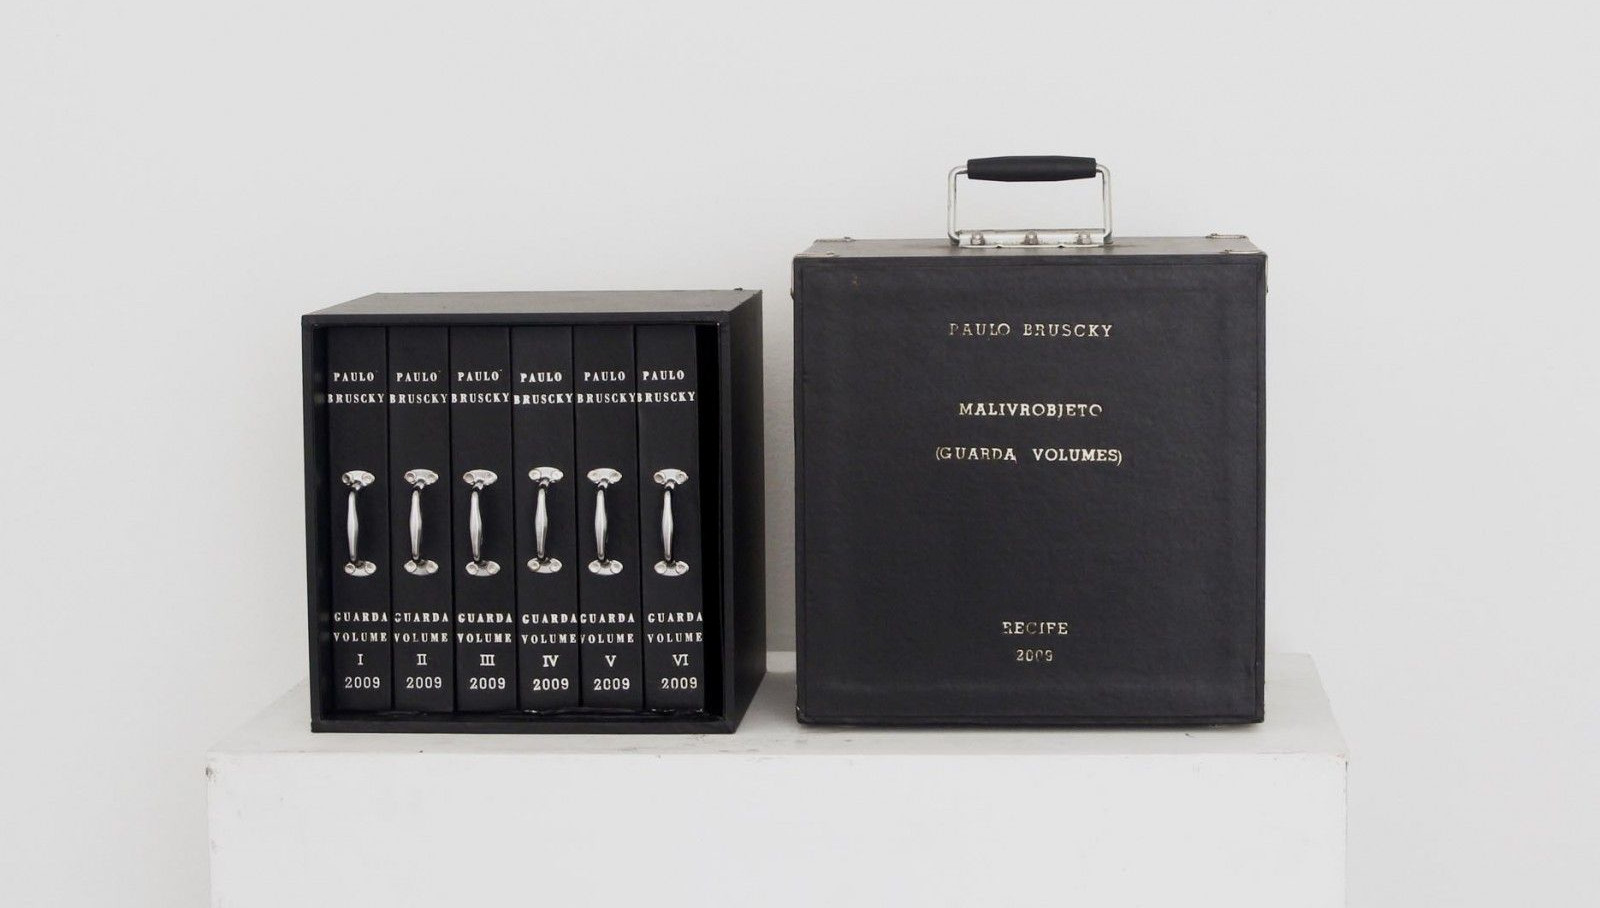 PAULO
BRUSCKY
GUARDA
VOLUME
I
2009
PAULO
BRUSCKY
GUARDA
VOLUME
II
2009
PAULO
BRUSCKY
GUARDA
VOLUME
III
2009
PAULO
BRUSCKY
GUARDA
VOLUME
IV
2009
PAULO
BRUSCKY
GUARDA
VOLUME
V
2009
PAULO
BRUSCKY
GUARDA
VOLUME
VI
2009
PAULO BRUSCKY
MALIVROBJETO
(GUARDA VOLUMES)
RECIFE
2009